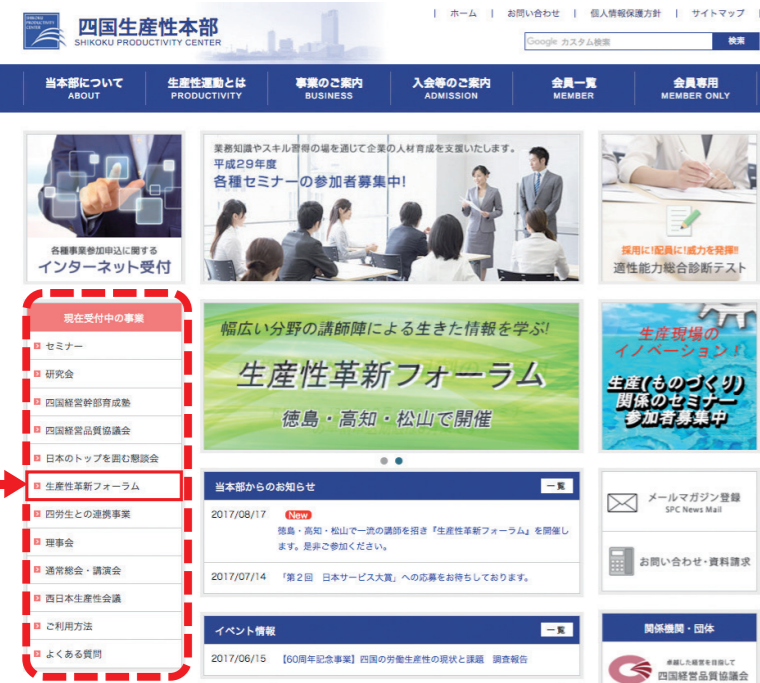 SHIKOKU
PRODUCTIVITY
CENTER
四国生産性本部
SHIKOKU PRODUCTIVITY CENTER
| ホーム | お問い合わせ | 個人情報保護方針 | サイトマップ |
Google カスタム検索
検索
当本部について
ABOUT
生産性運動とは
PRODUCTIVITY
事業のご案内
BUSINESS
入会等のご案内
ADMISSION
会員一覧
MEMBER
会員専用
MEMBER ONLY
各種事業参加申込に関する
インターネット受付
業務知識やスキル習得の場を通じて企業の人材育成を支援いたします。
平成29年度
各種セミナーの参加者募集中!
採用に!配員に!威力を発揮!!
適性能力総合診断テスト
現在受付中の事業
セミナー
研究会
四国経営幹部育成塾
四国経営品質協議会
日本のトップを囲む懇談会
生産性革新フォーラム
四労生との連携事業
理事会
通常総会・講演会
西日本生産性会議
ご利用方法
よくある質問
幅広い分野の講師陣による生きた情報を学ぶ!
生産性革新フォーラム
徳島・高知・松山で開催
生産現場の
イノベーション!
生産(ものづくり)
関係のセミナー
参加者募集中
当本部からのお知らせ
一覧
2017/08/17 New
徳島・高知・松山で一流の講師を招き『生産性革新フォーラム』を開催し
ます。是非ご参加ください。
2017/07/14 「第2回 日本サービス大賞」への応募をお待ちしております。
イベント情報
一覧
2017/06/15 【60周年記念事業】四国の労働生産性の現状と課題 調査報告
メールマガジン登録
SPC News Mail
お問い合わせ・資料請求
関係機関・団体
卓越した経営を目指して
四国経営品質協議会